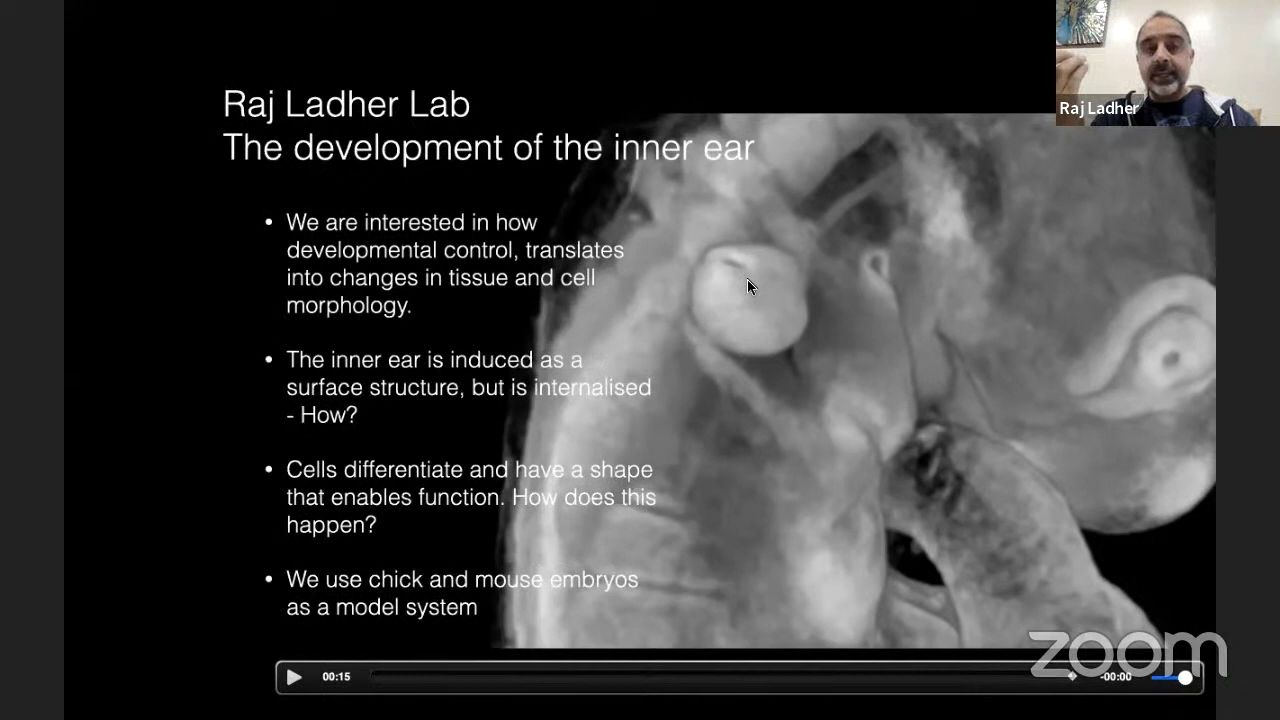 Raj Ladher
Raj Ladher Lab
The development of the inner ear
• We are interested in how
developmental control, translates
into changes in tissue and cell
morphology.
• The inner ear is induced as a
surface structure, but is internalised
- How?
• Cells differentiate and have a shape
that enables function. How does this
happen?
• We use chick and mouse embryos
as a model system
zoom
00:15
-00:00